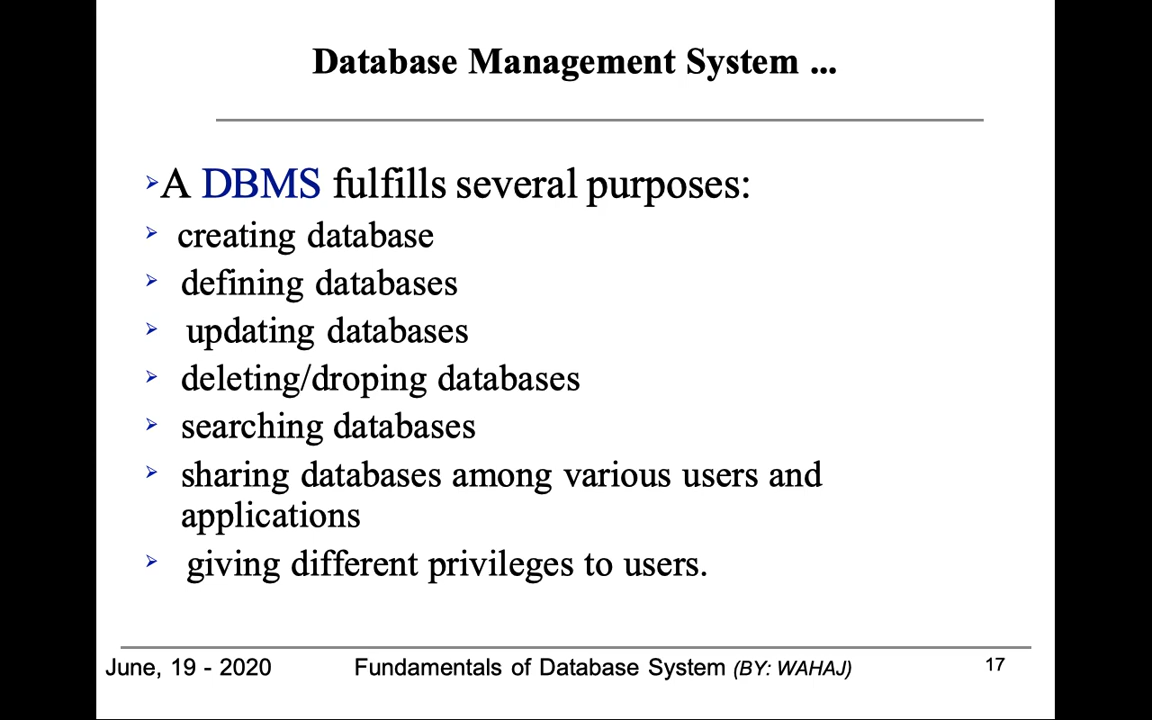 Database Management System ...
➢A DBMS fulfills several purposes:
➢ creating database
➢ defining databases
➢ updating databases
➢ deleting/droping databases
➢ searching databases
➢ sharing databases among various users and
applications
➢ giving different privileges to users.
June, 19 - 2020 Fundamentals of Database System (BY: WAHAJ) 17